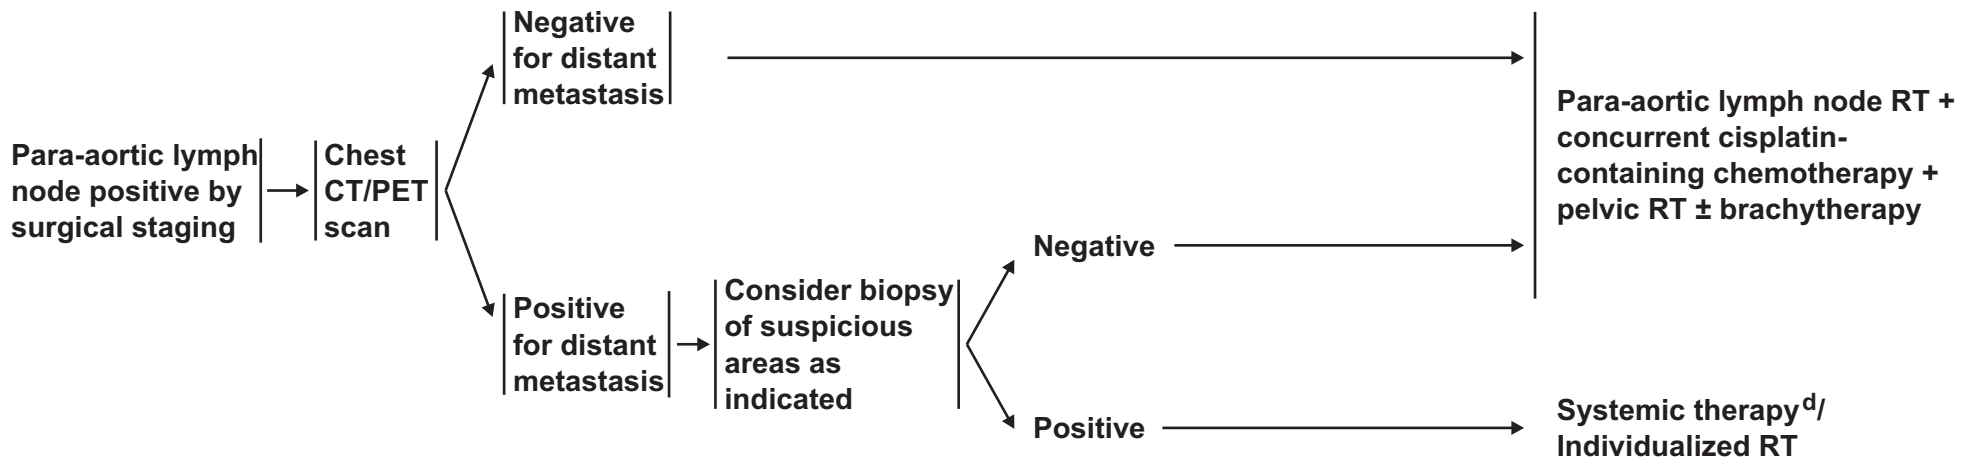 Para-aortic lymph
node positive by
surgical staging
Chest
CT/PET
scan
Negative
for distant
metastasis
Positive
for distant
metastasis
Consider biopsy
of suspicious
areas as
indicated
Negative
Positive
Para-aortic lymph node RT +
concurrent cisplatin-
containing chemotherapy +
pelvic RT ± brachytherapy
Systemic therapyᵈ/
Individualized RT